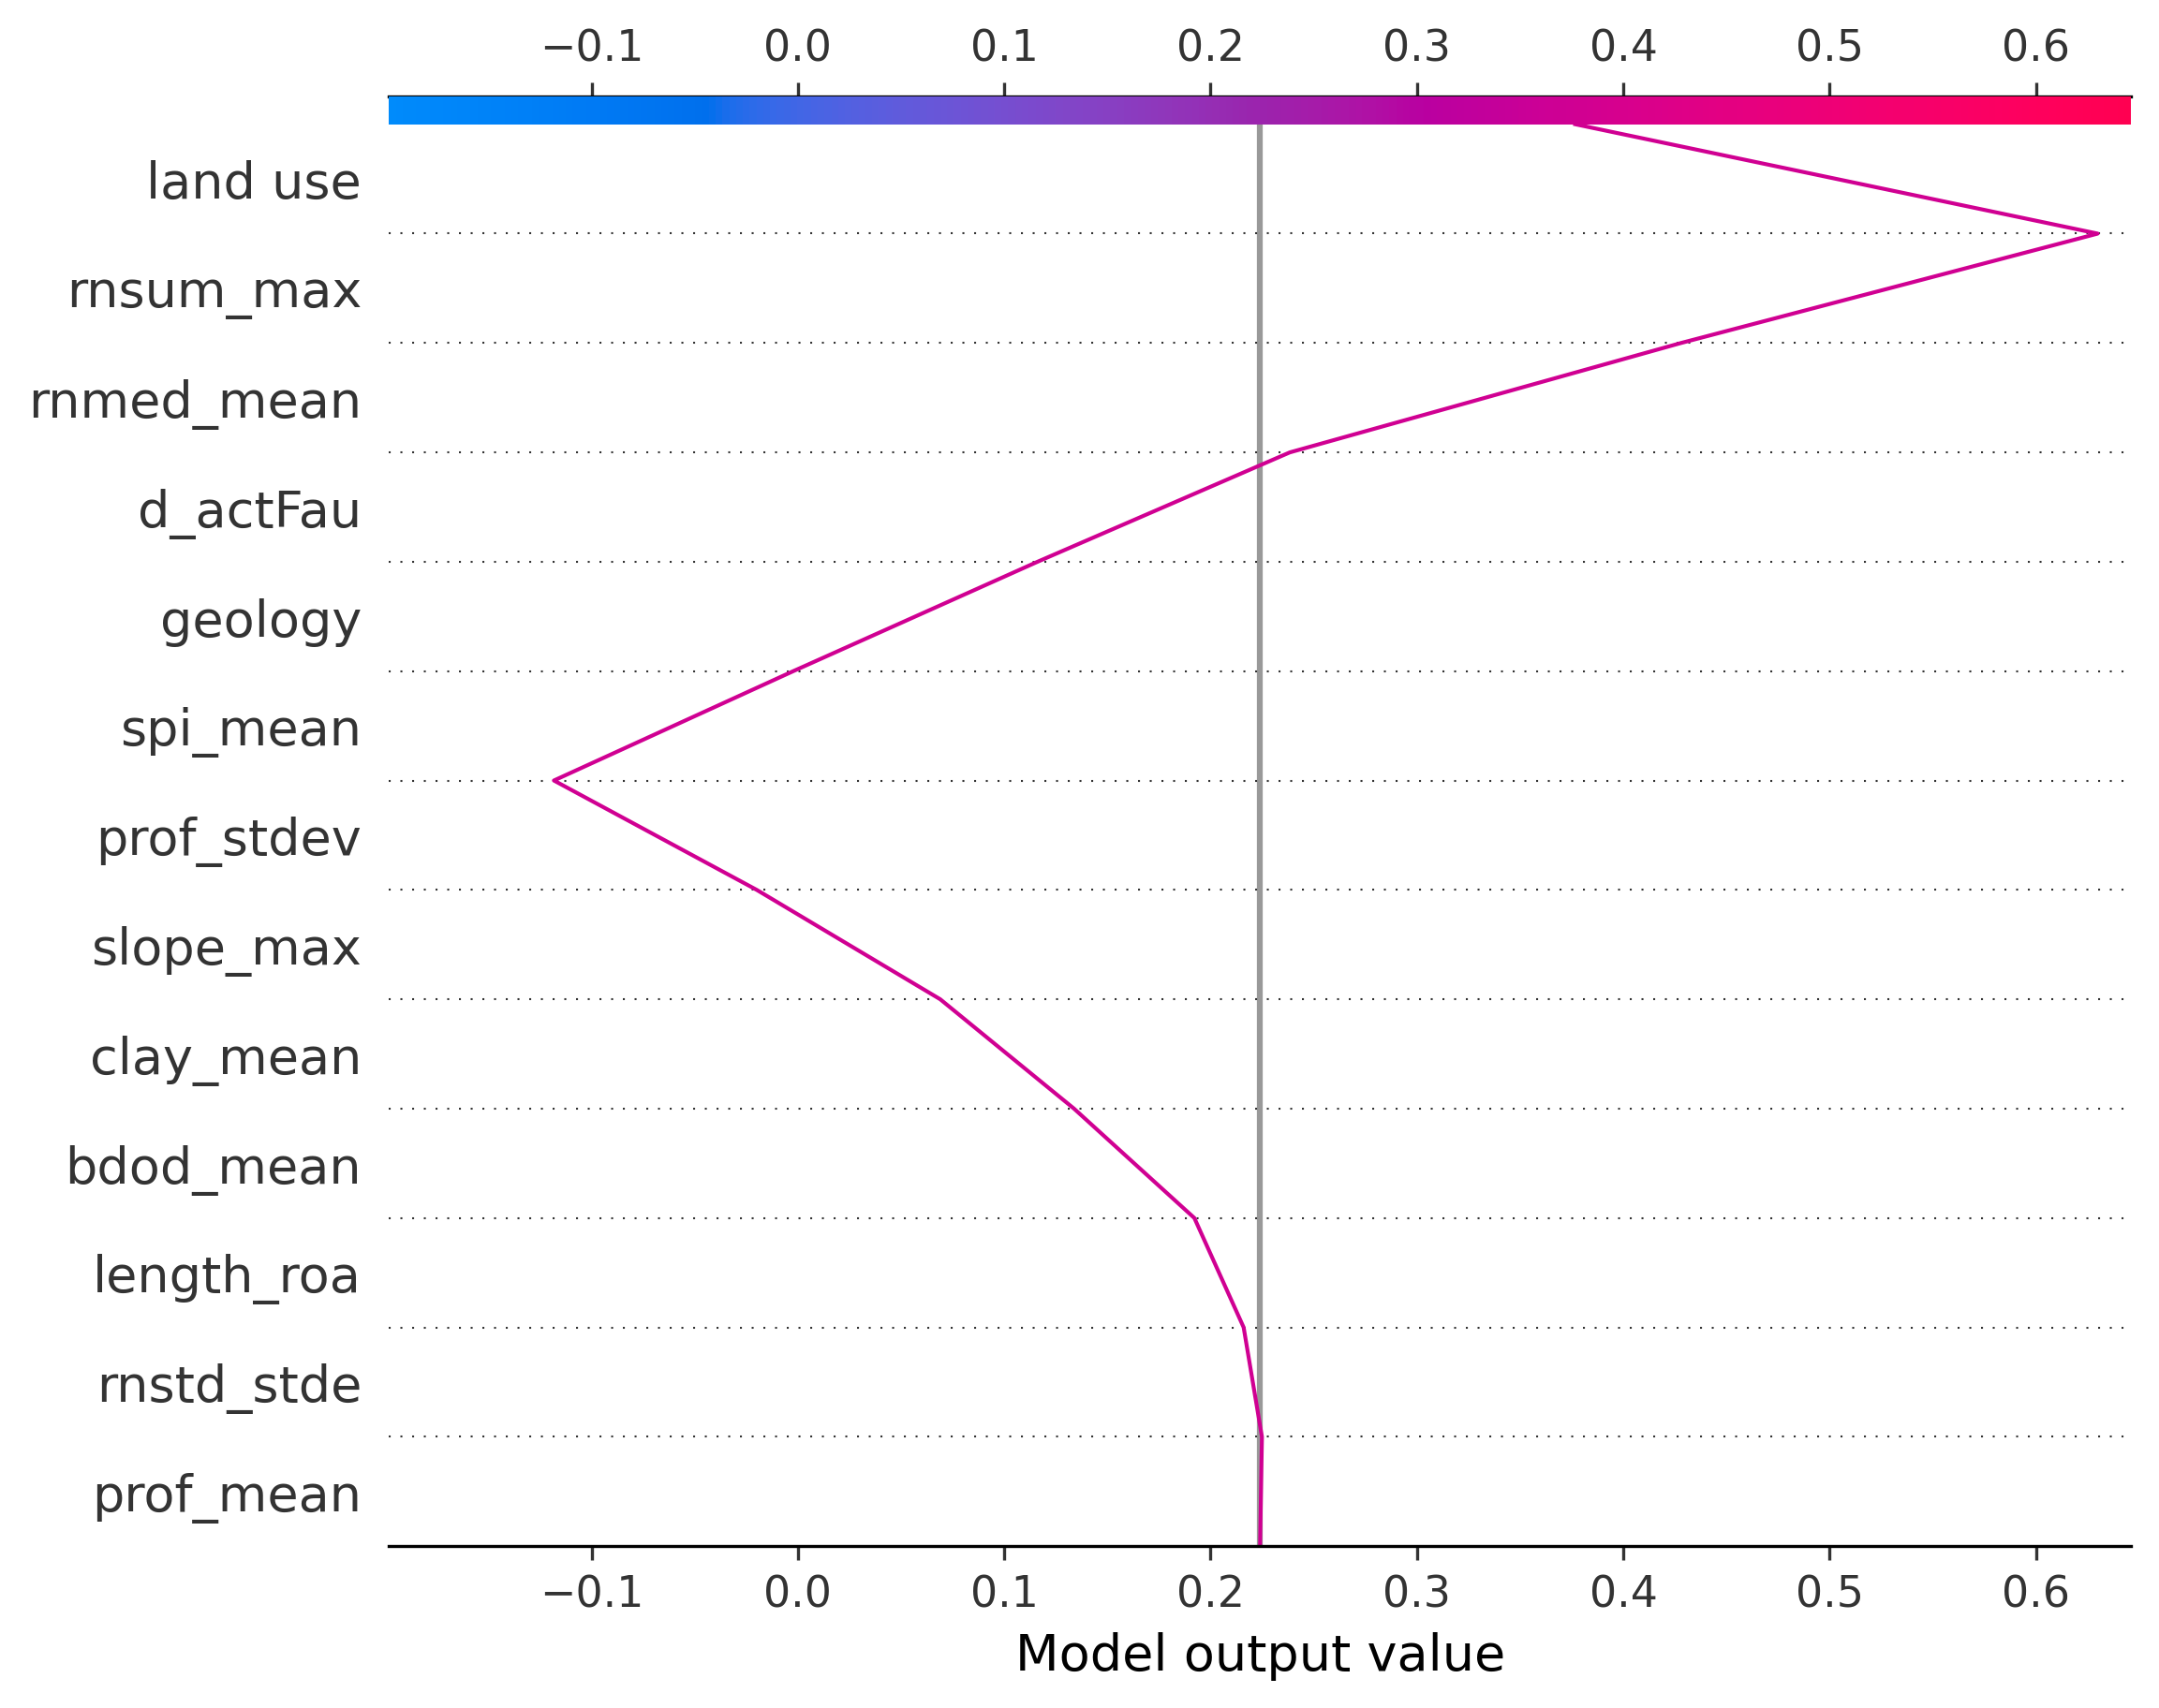 −0.1 0.0 0.1 0.2 0.3 0.4 0.5 0.6
land use
rnsum_max
rnmed_mean
d_actFau
geology
spi_mean
prof_stdev
slope_max
clay_mean
bdod_mean
length_roa
rnstd_stde
prof_mean
−0.1 0.0 0.1 0.2 0.3 0.4 0.5 0.6
Model output value